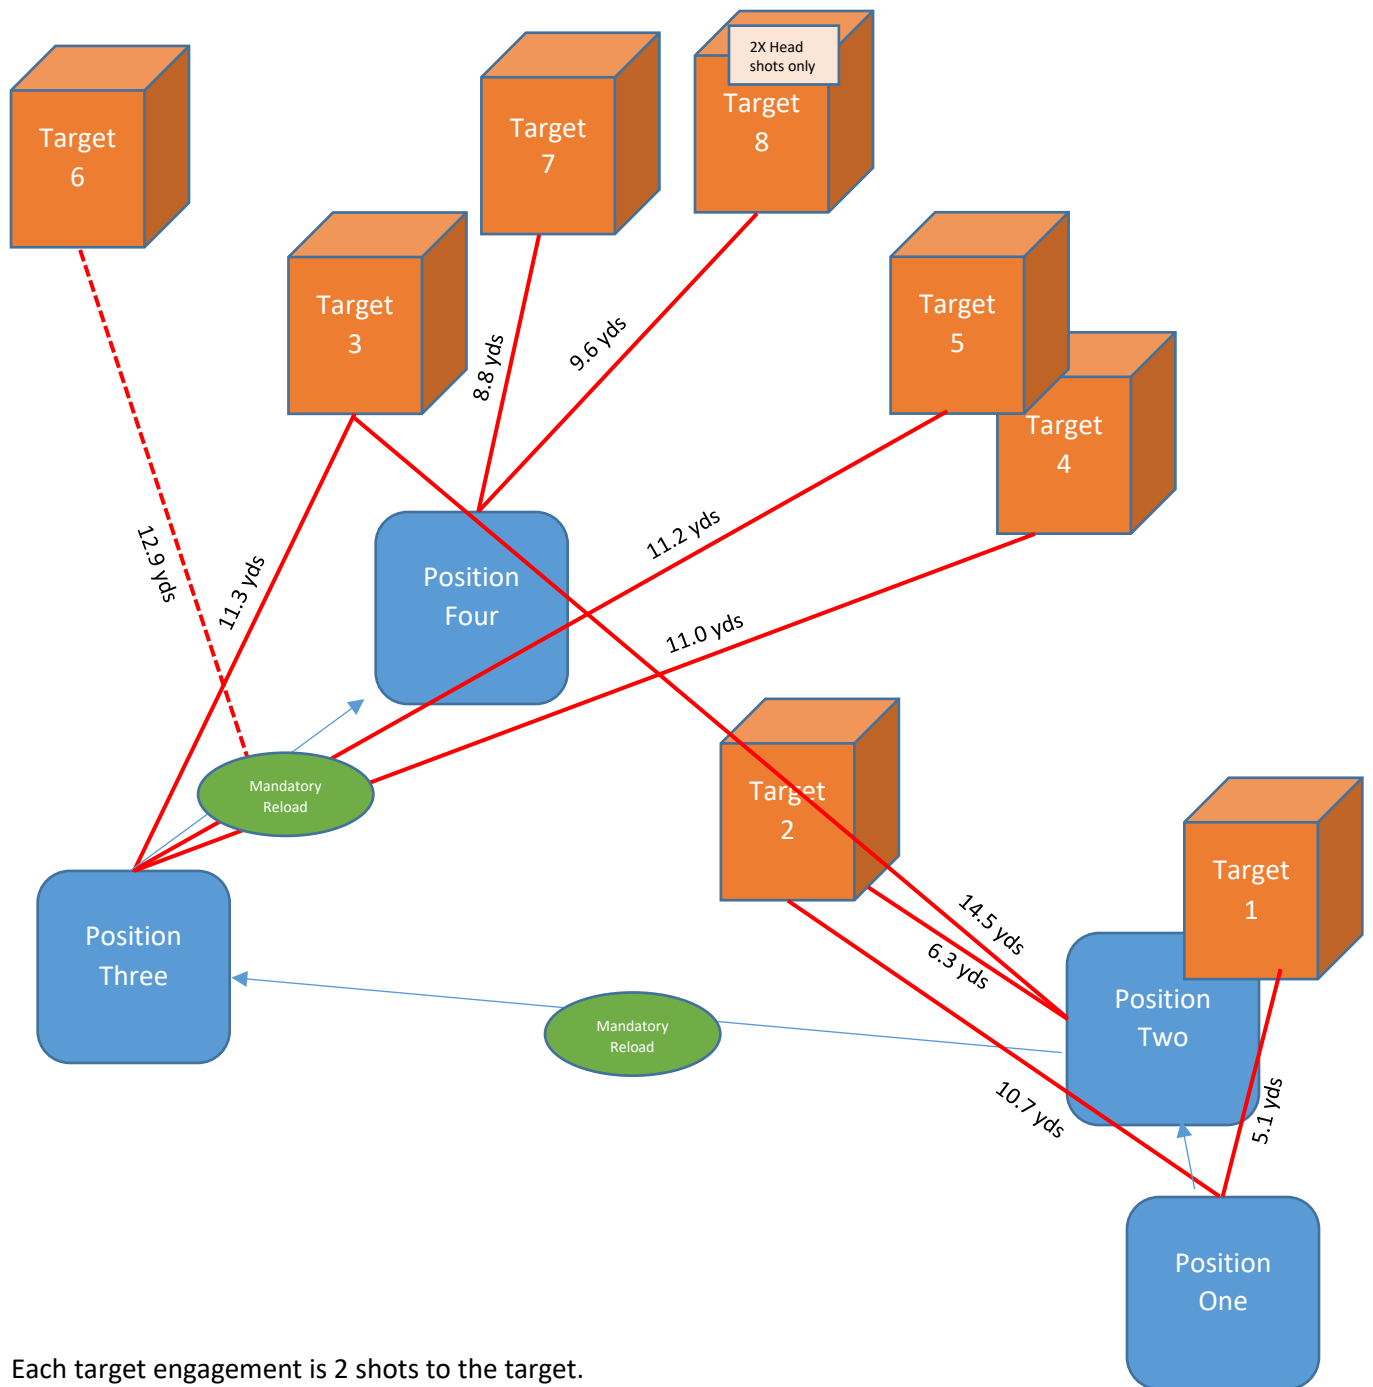 2X Head
shots only
Target
6
Target
7
Target
8
Target
3
Target
5
Target
4
8.8 yds
9.6 yds
12.9 yds
11.3 yds
11.2 yds
11.0 yds
Position
Four
Mandatory
Reload
Target
2
Target
1
Position
Three
14.5 yds
6.3 yds
Position
Two
Mandatory
Reload
10.7 yds
5.1 yds
Position
One
Each target engagement is 2 shots to the target.